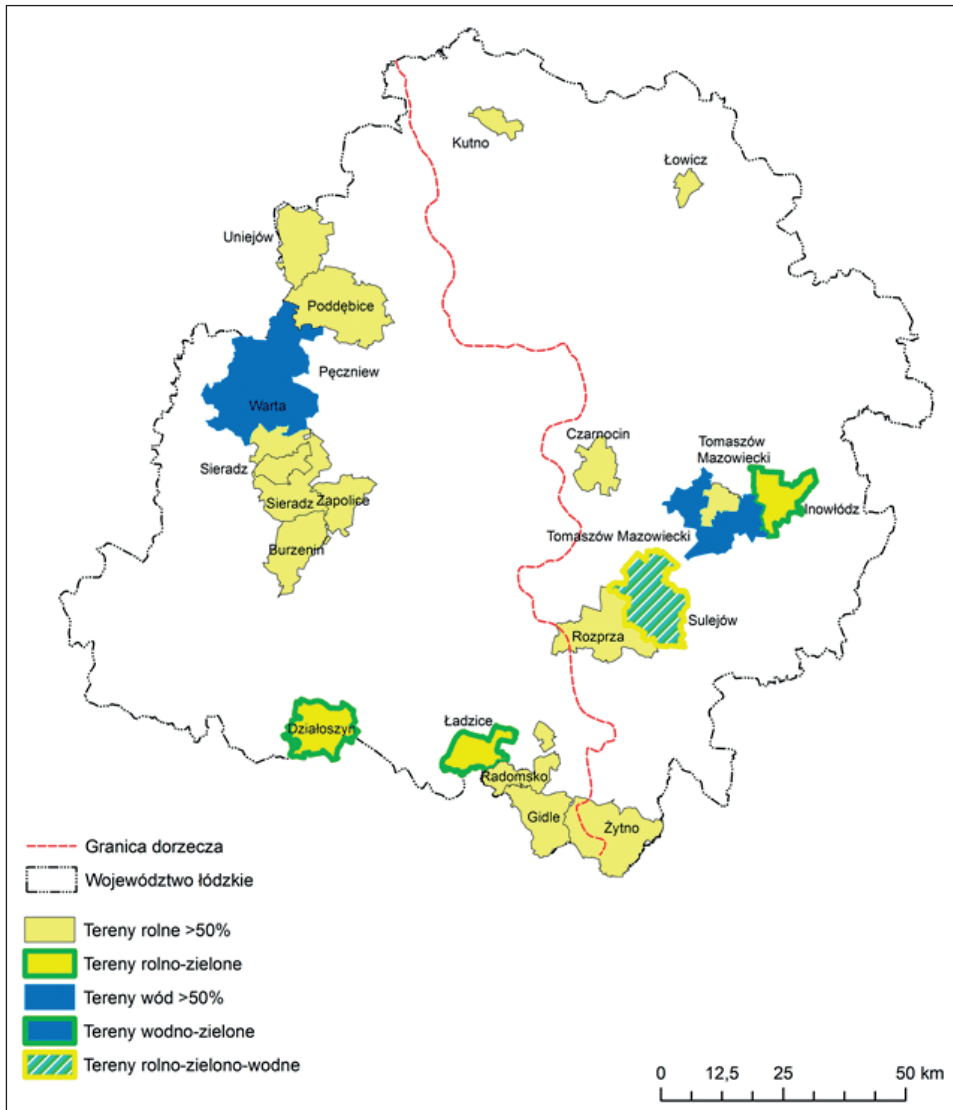 Kutno
Łowicz
Uniejów
Poddębice
Pęczniew
Warta
Czarnocin
Tomaszów
Mazowiecki
Sieradz
Sieradz
Zapolice
Inowłódz
Tomaszów Mazowiecki
Burzenin
Sulejów
Rozprza
Działoszyn
Ładzice
Radomsko
Gidle
Żytno
Granica dorzecza
Województwo łódzkie
Tereny rolne >50%
Tereny rolno-zielone
Tereny wód >50%
Tereny wodno-zielone
Tereny rolno-zielono-wodne
0 12,5 25 50 km